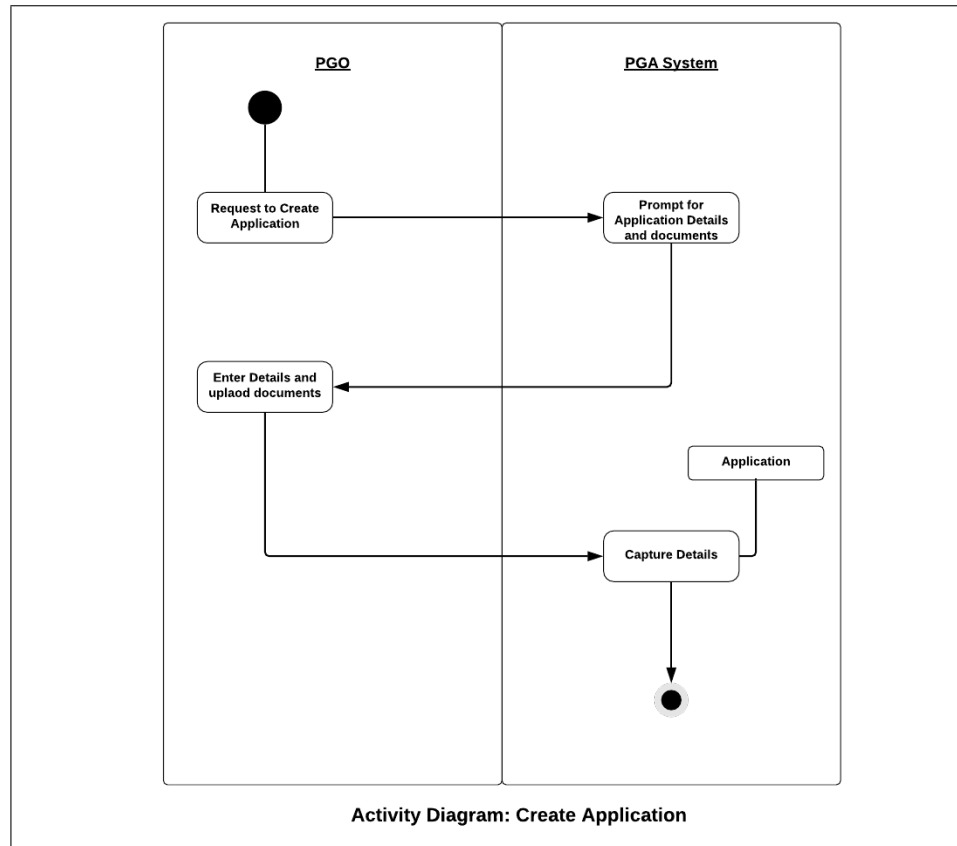 PGO
PGA System
Request to Create
Application
Prompt for
Application Details
and documents
Enter Details and
uplaod documents
Application
Capture Details
Activity Diagram: Create Application